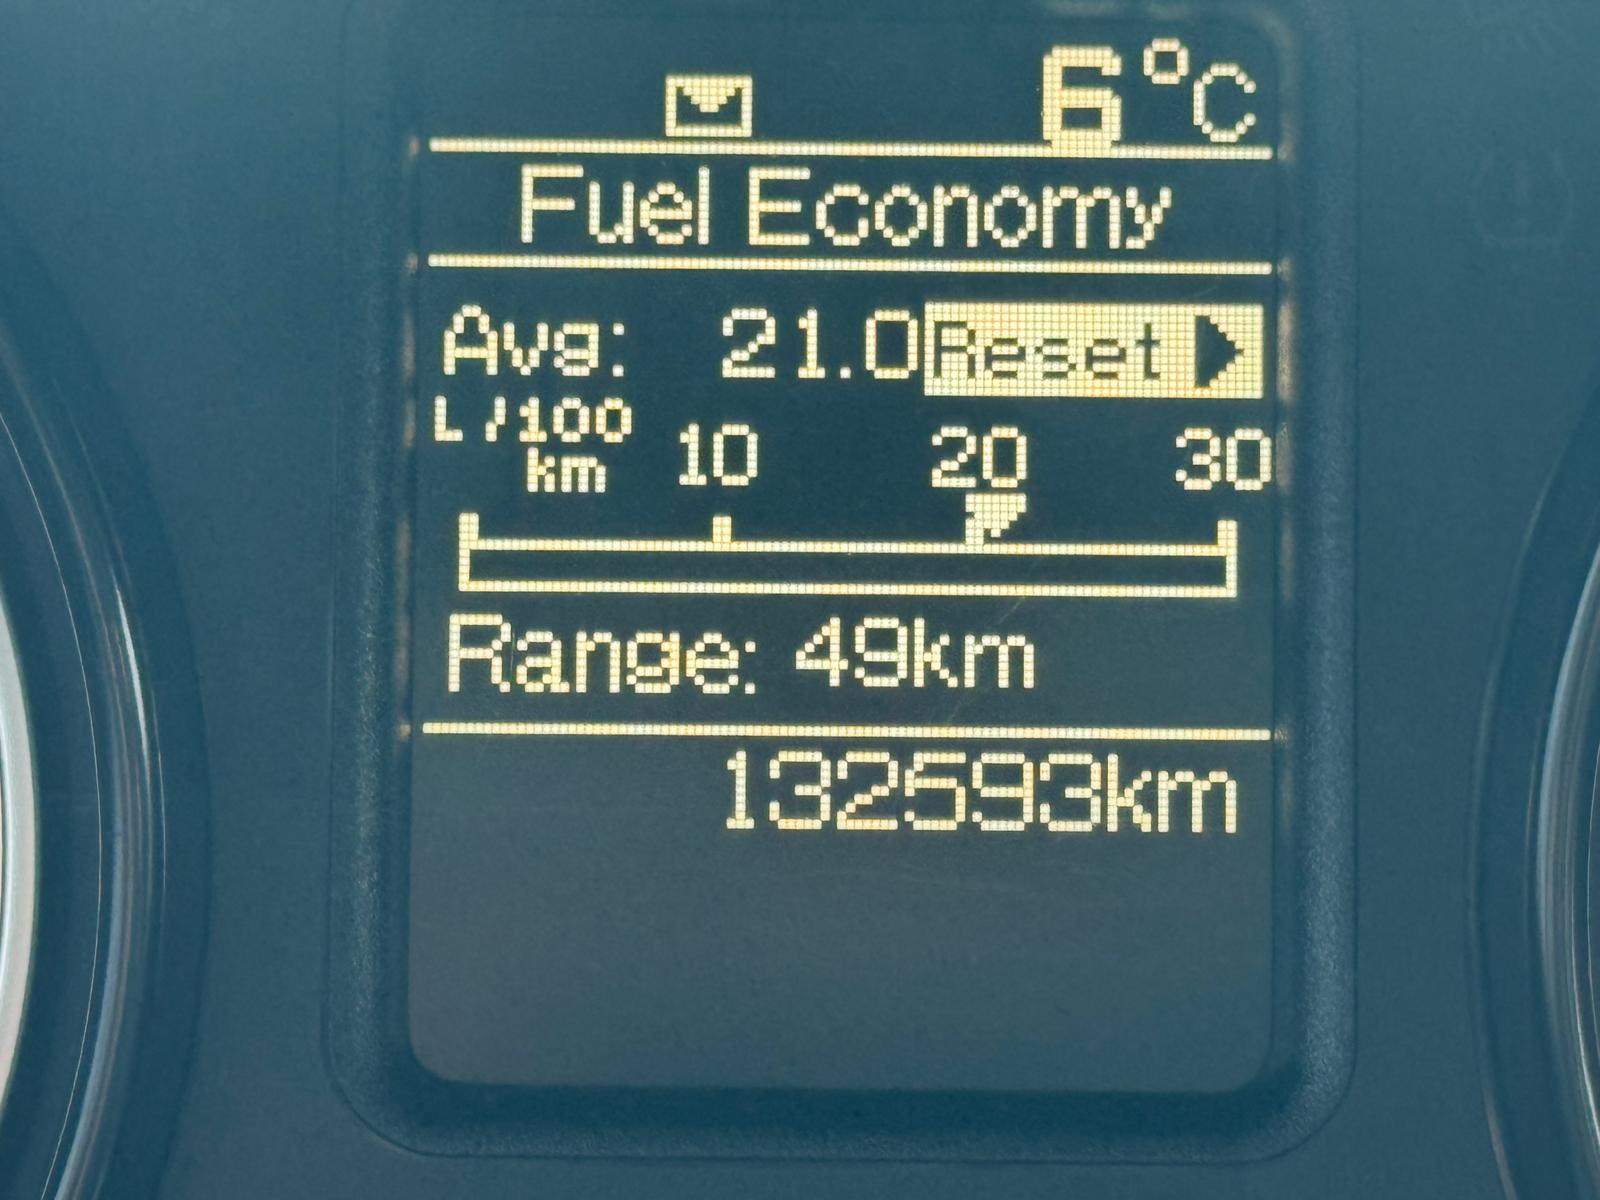 6°C
Fuel Economy
Avg: 21.0 Reset
L/100 km 10 20 30
Range: 49km
132593km